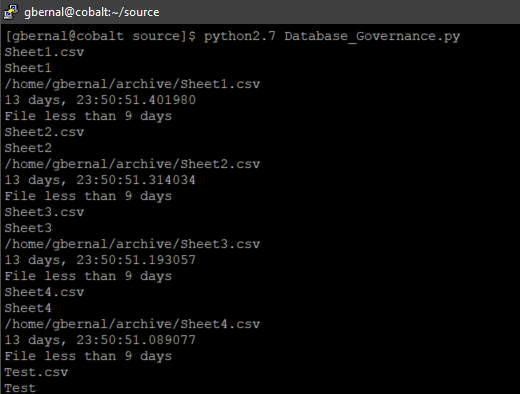 gbernal@cobalt:~/source
[gbernal@cobalt source]$ python2.7 Database_Governance.py
Sheet1.csv
Sheet1
/home/gbernal/archive/Sheet1.csv
13 days, 23:50:51.401980
File less than 9 days
Sheet2.csv
Sheet2
/home/gbernal/archive/Sheet2.csv
13 days, 23:50:51.314034
File less than 9 days
Sheet3.csv
Sheet3
/home/gbernal/archive/Sheet3.csv
13 days, 23:50:51.193057
File less than 9 days
Sheet4.csv
Sheet4
/home/gbernal/archive/Sheet4.csv
13 days, 23:50:51.089077
File less than 9 days
Test.csv
Test